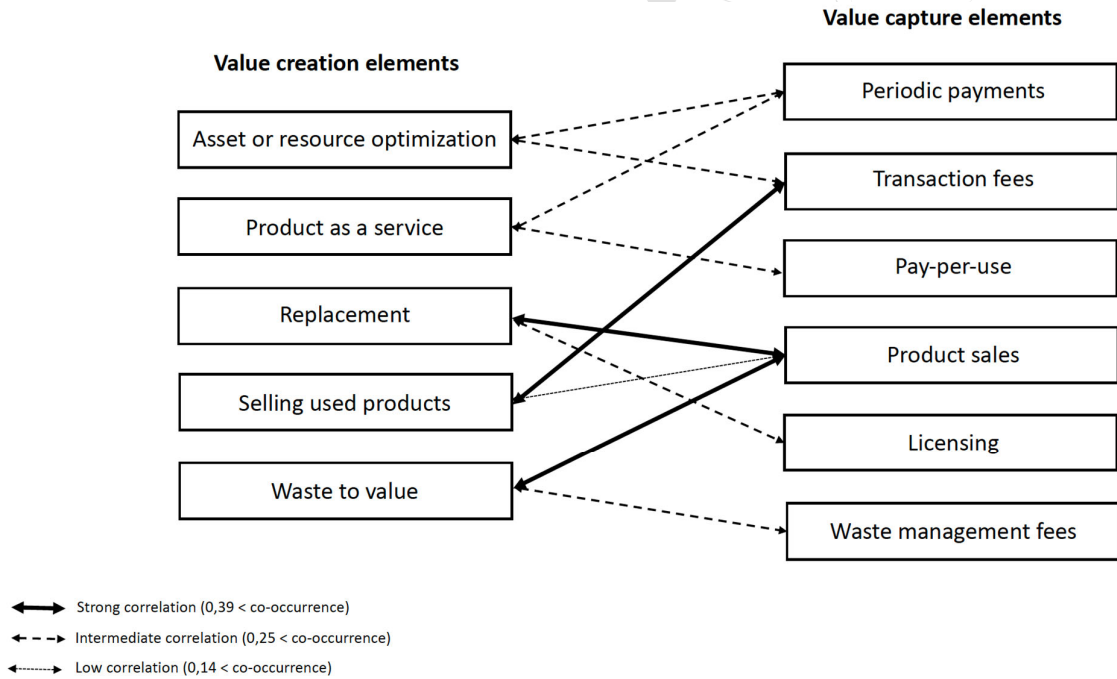 Value creation elements
Asset or resource optimization
Product as a service
Replacement
Selling used products
Waste to value
Value capture elements
Periodic payments
Transaction fees
Pay-per-use
Product sales
Licensing
Waste management fees
Strong correlation (0,39 < co-occurrence)
Intermediate correlation (0,25 < co-occurrence)
Low correlation (0,14 < co-occurrence)